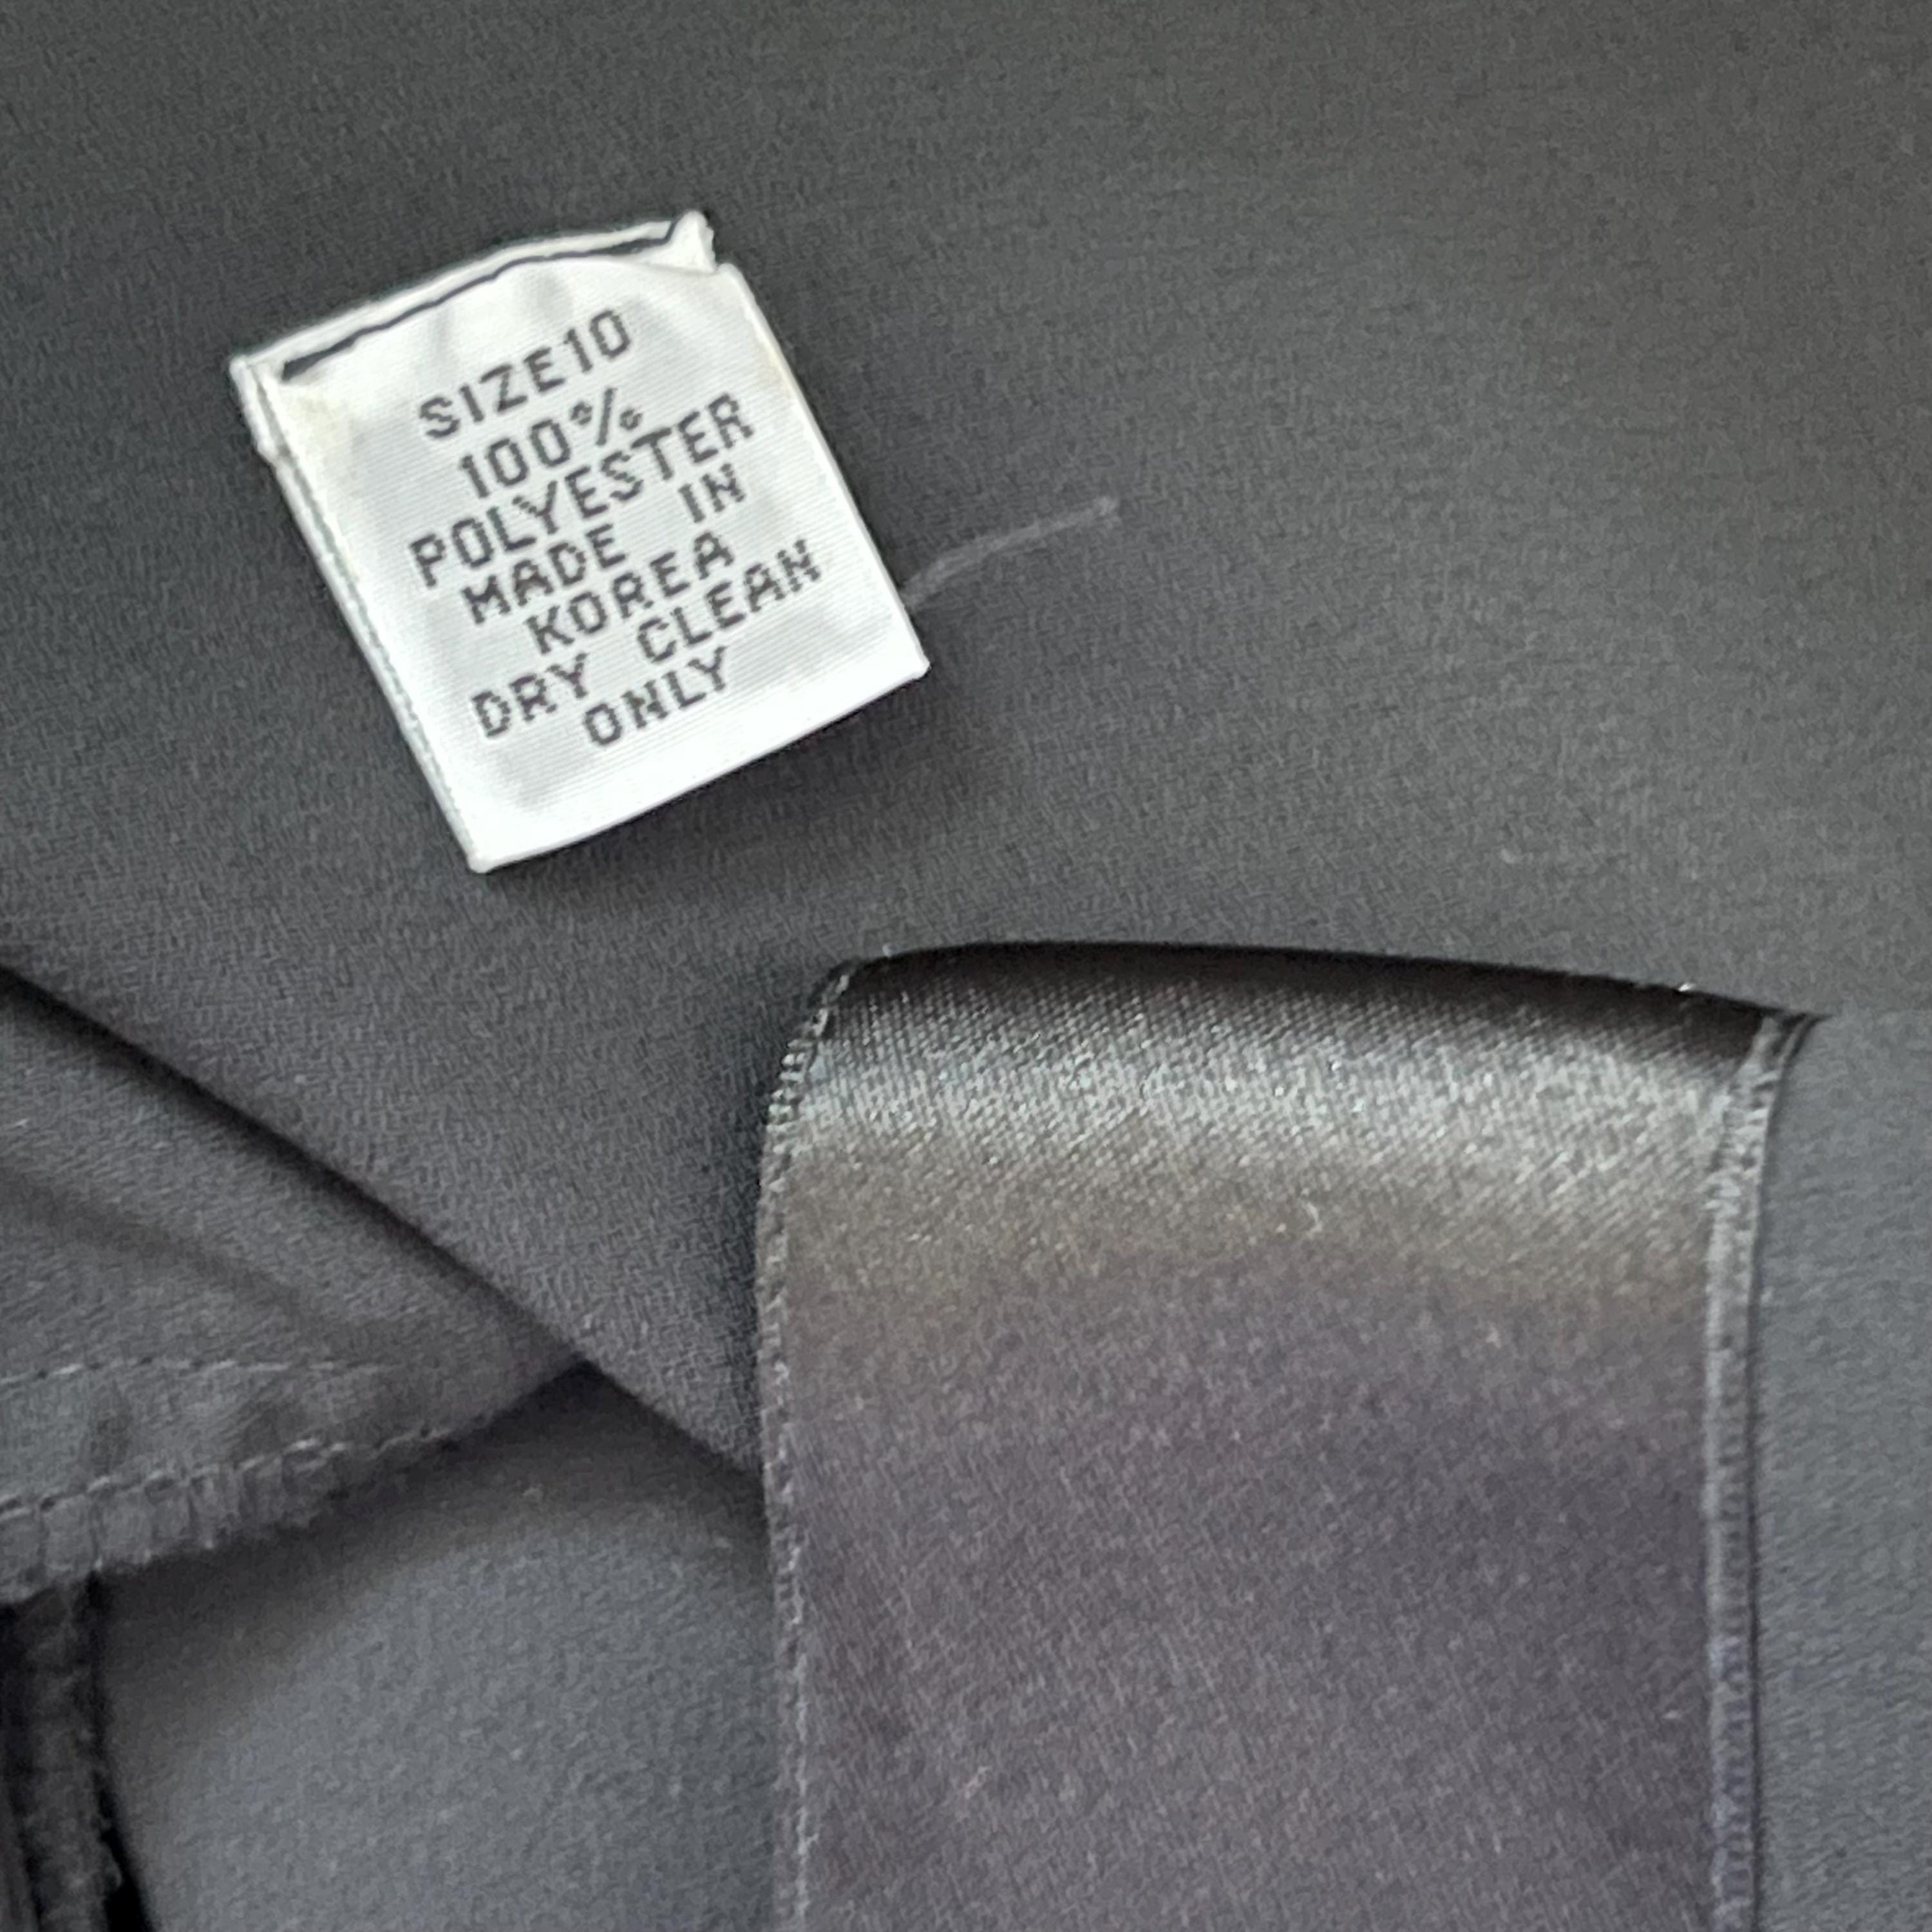 SIZE10
100%
POLYESTER
MADE IN
KOREA
DRY CLEAN
ONLY